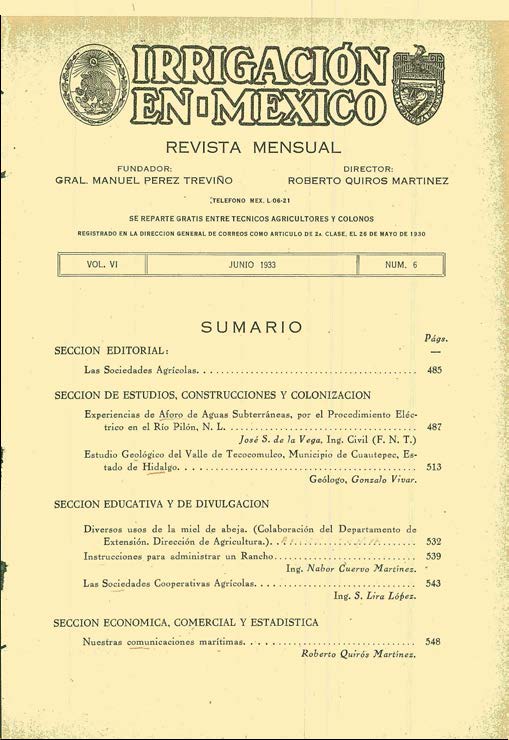 IRRIGACIÓN
EN-MEXICO
REVISTA MENSUAL
FUNDADOR:
GRAL. MANUEL PEREZ TREVIÑO
DIRECTOR:
ROBERTO QUIROS MARTINEZ
TELEFONO MEX. L-06-21
SE REPARTE GRATIS ENTRE TECNICOS AGRICULTORES Y COLONOS
REGISTRADO EN LA DIRECCION GENERAL DE CORREOS COMO ARTICULO DE 2a. CLASE, EL 26 DE MAYO DE 1930
VOL. VI JUNIO 1933 NUM. 6
SUMARIO
Págs.
SECCION EDITORIAL:
Las Sociedades Agrícolas. 485
SECCION DE ESTUDIOS, CONSTRUCCIONES Y COLONIZACION
Experiencias de Aforo de Aguas Subterráneas, por el Procedimiento Eléc-
trico en el Río Pilón, N. L. 487
José S. de la Vega, Ing. Civil (F. N. T.)
Estudio Geológico del Valle de Tecocomulco, Municipio de Cuautepec, Es-
tado de Hidalgo. 513
Geólogo, Gonzalo Vivar.
SECCION EDUCATIVA Y DE DIVULGACION
Diversos usos de la miel de abeja. (Colaboración del Departamento de
Extensión. Dirección de Agricultura.). 532
Instrucciones para administrar un Rancho. 539
Ing. Nabor Cuervo Martínez.
Las Sociedades Cooperativas Agrícolas. 543
Ing. S. Lira López.
SECCION ECONOMICA, COMERCIAL Y ESTADISTICA
Nuestras comunicaciones marítimas. 548
Roberto Quirós Martínez.